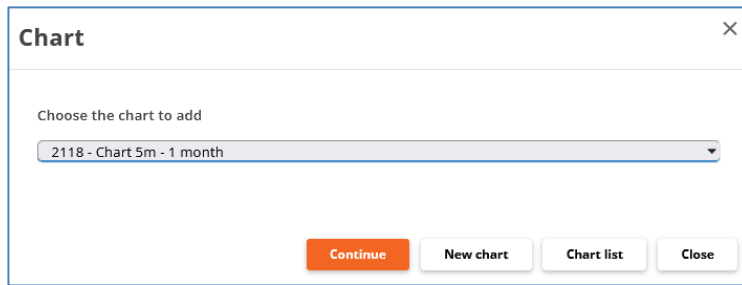 Chart
Choose the chart to add
2118 - Chart 5m - 1 month
Continue New chart Chart list Close